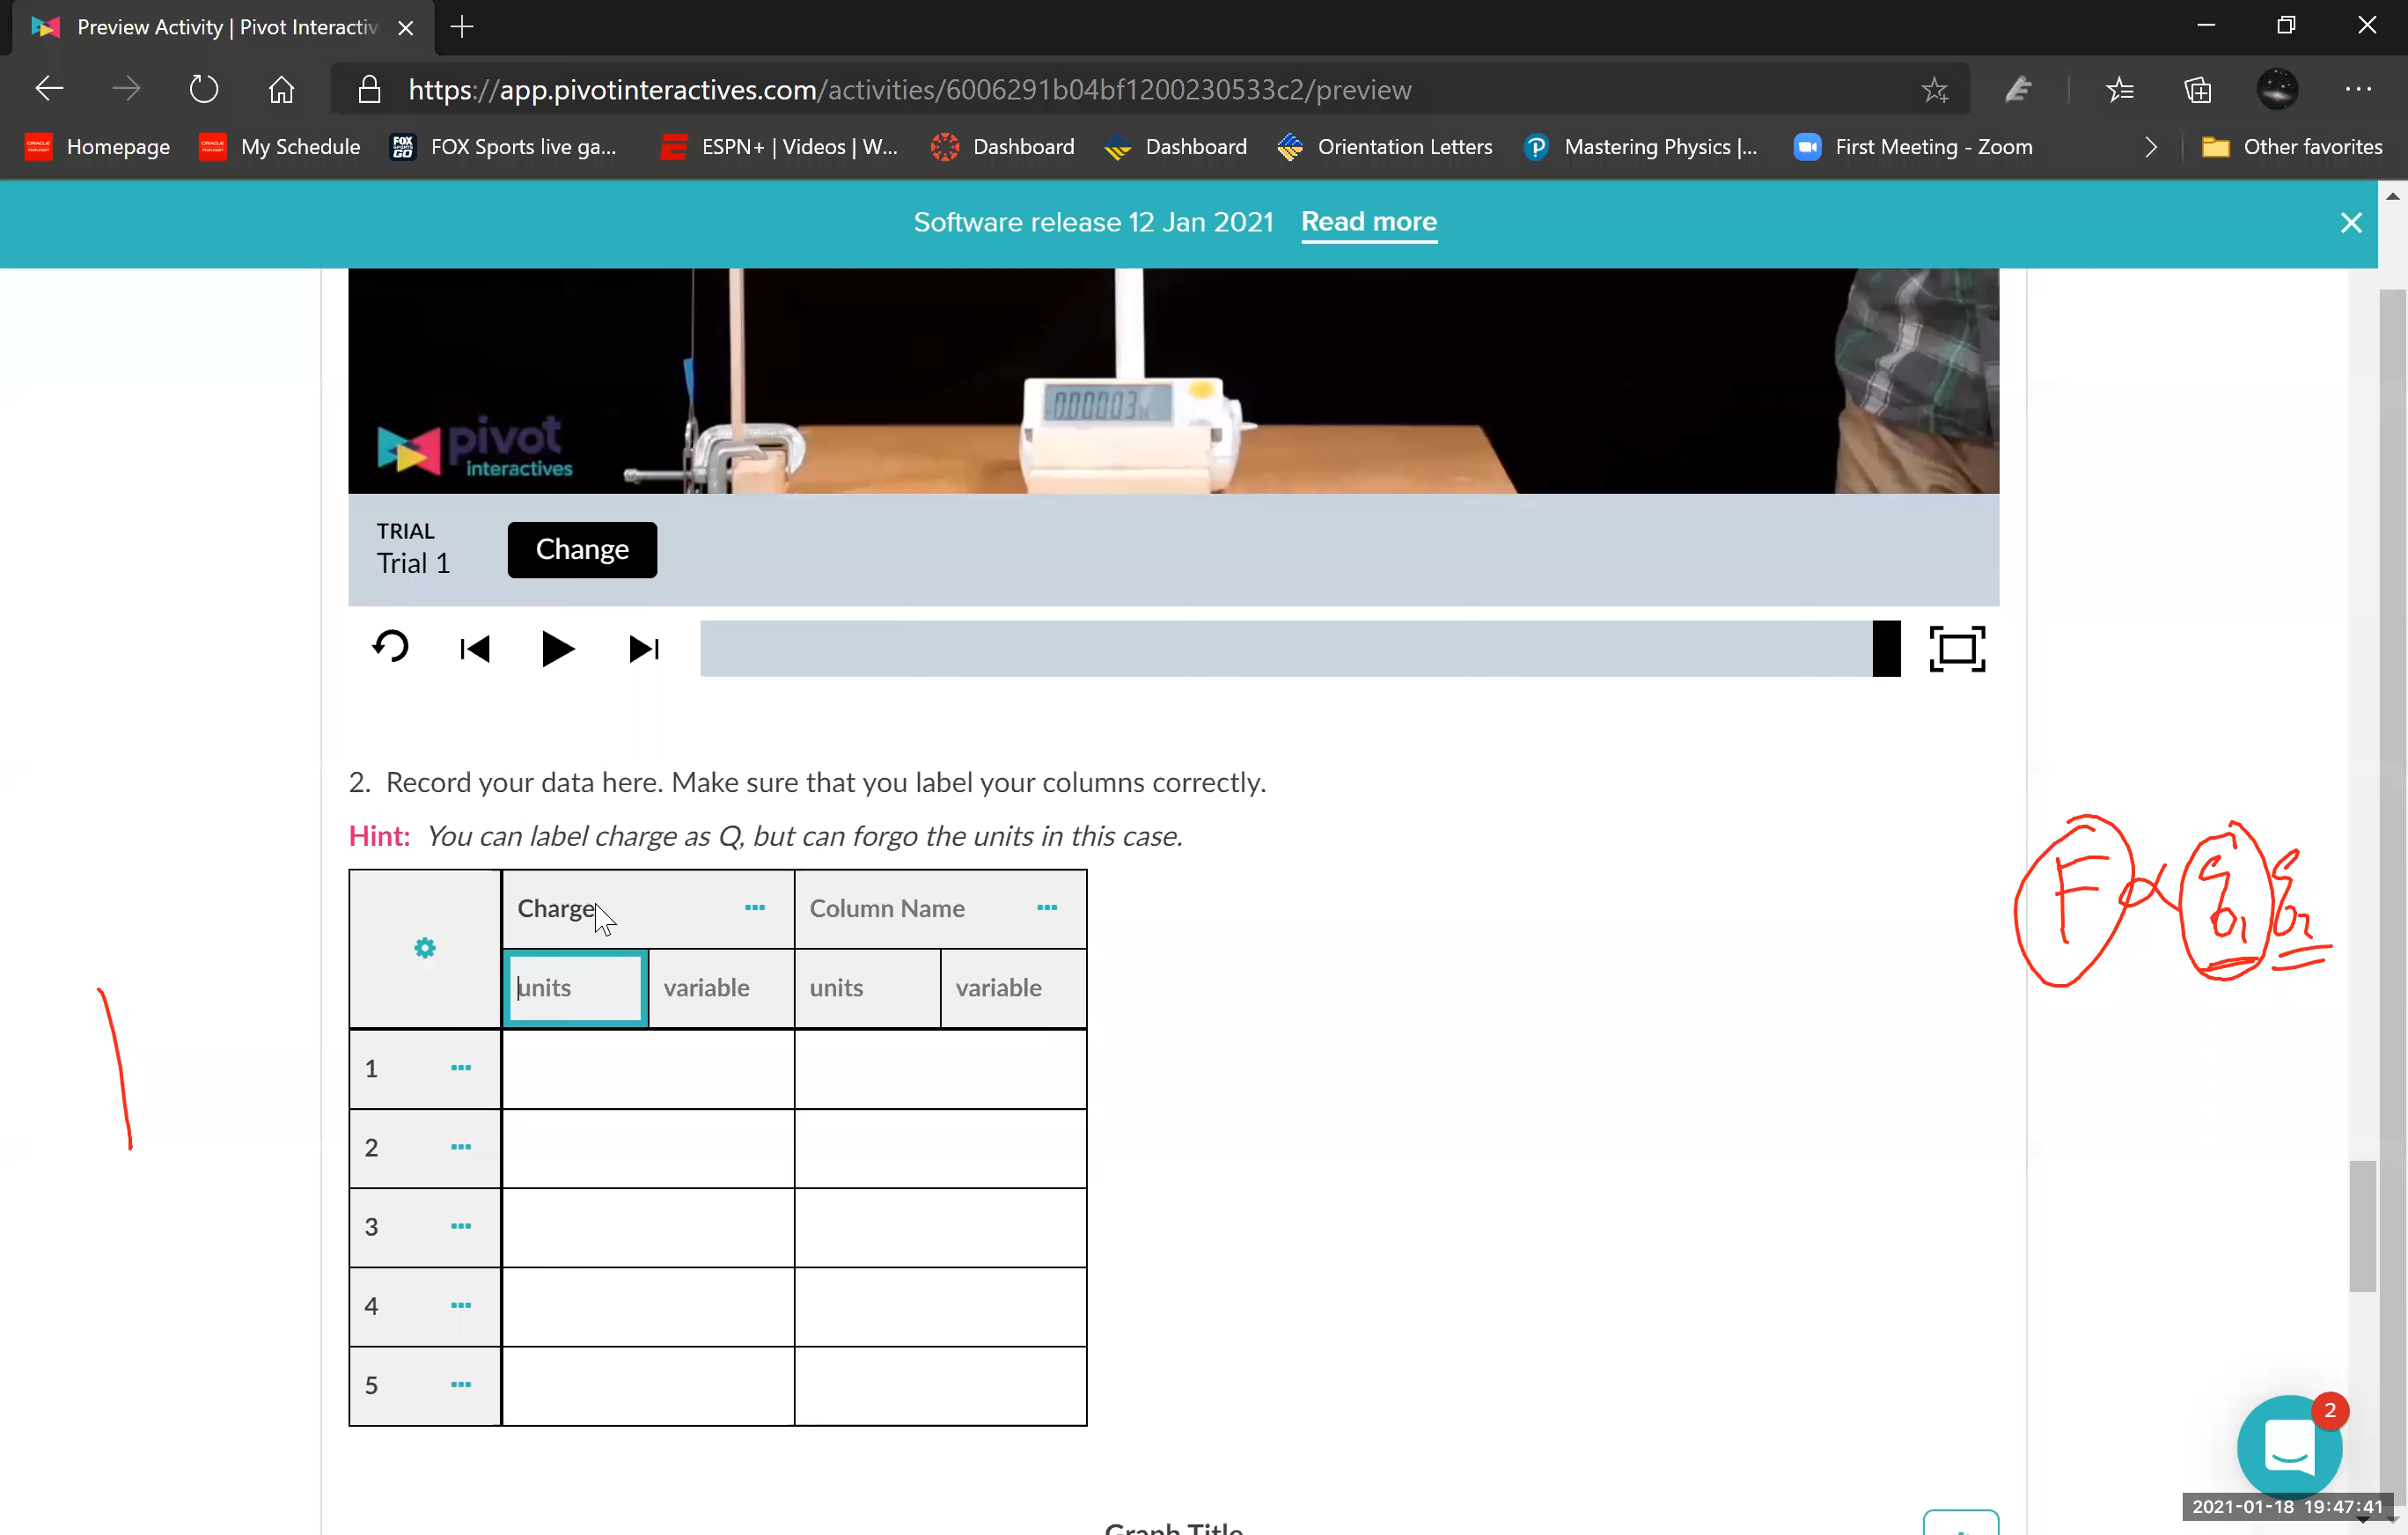 Preview Activity | Pivot Interactiv
https://app.pivotinteractives.com/activities/6006291b04bf1200230533c2/preview
Homepage My Schedule FOX Sports live ga... ESPN+ | Videos | W... Dashboard Dashboard Orientation Letters Mastering Physics |... First Meeting - Zoom Other favorites
Software release 12 Jan 2021 Read more
pivot
interactives
TRIAL
Trial 1
Change
2. Record your data here. Make sure that you label your columns correctly.
Hint: You can label charge as Q, but can forgo the units in this case.
Charge Column Name
units variable units variable
F ∝ q₁ q₂
1
2
3
4
5
2
2021-01-18 19:47:41
Graph Title